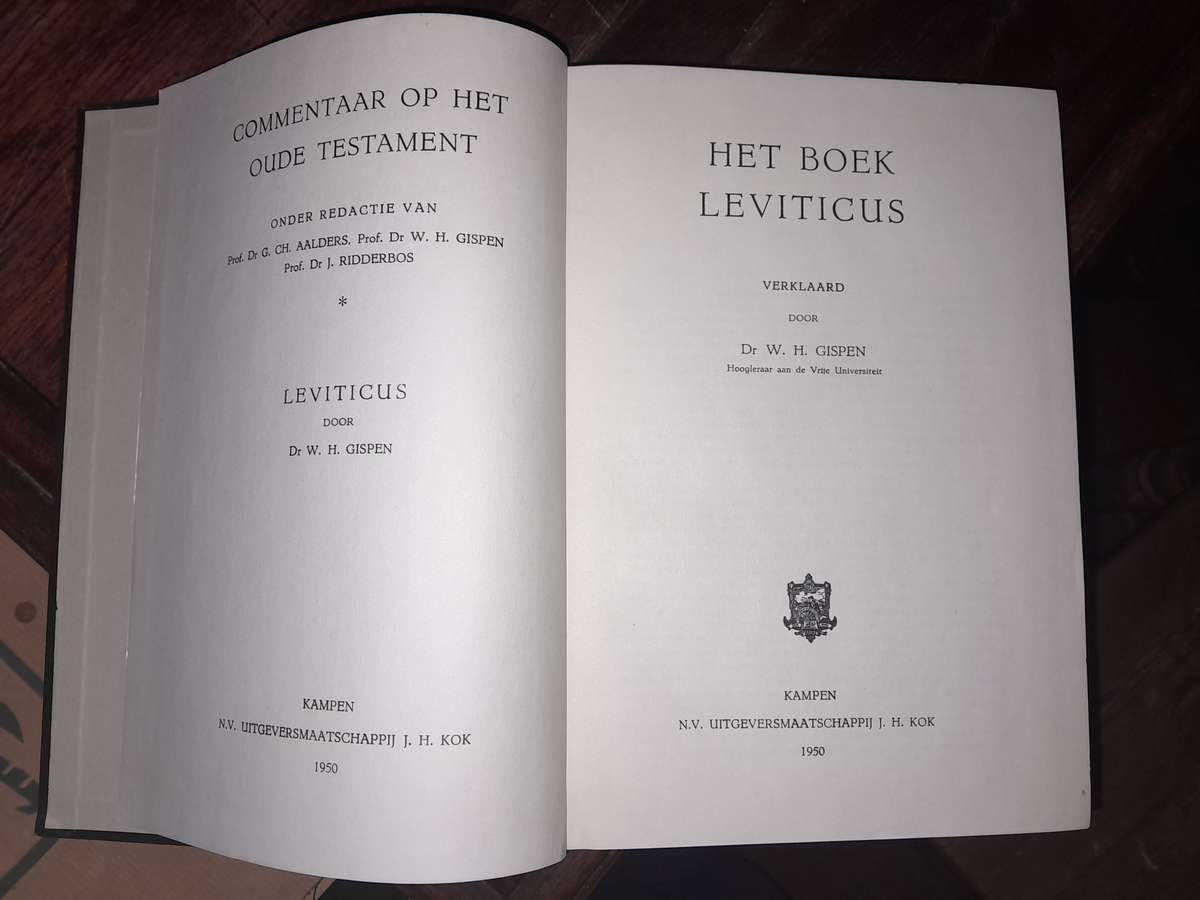 COMMENTAAR OP HET
OUDE TESTAMENT
ONDER REDACTIE VAN
Prof. Dr G. CH. AALDERS, Prof. Dr W. H. GISPEN
Prof. Dr J. RIDDERBOS
*
LEVITICUS
DOOR
Dr W. H. GISPEN
KAMPEN
N.V. UITGEVERSMAATSCHAPPIJ J. H. KOK
1950
HET BOEK
LEVITICUS
VERKLAARD
DOOR
Dr W. H. GISPEN
Hoogleraar aan de Vrije Universiteit
KAMPEN
N.V. UITGEVERSMAATSCHAPPIJ J. H. KOK
1950